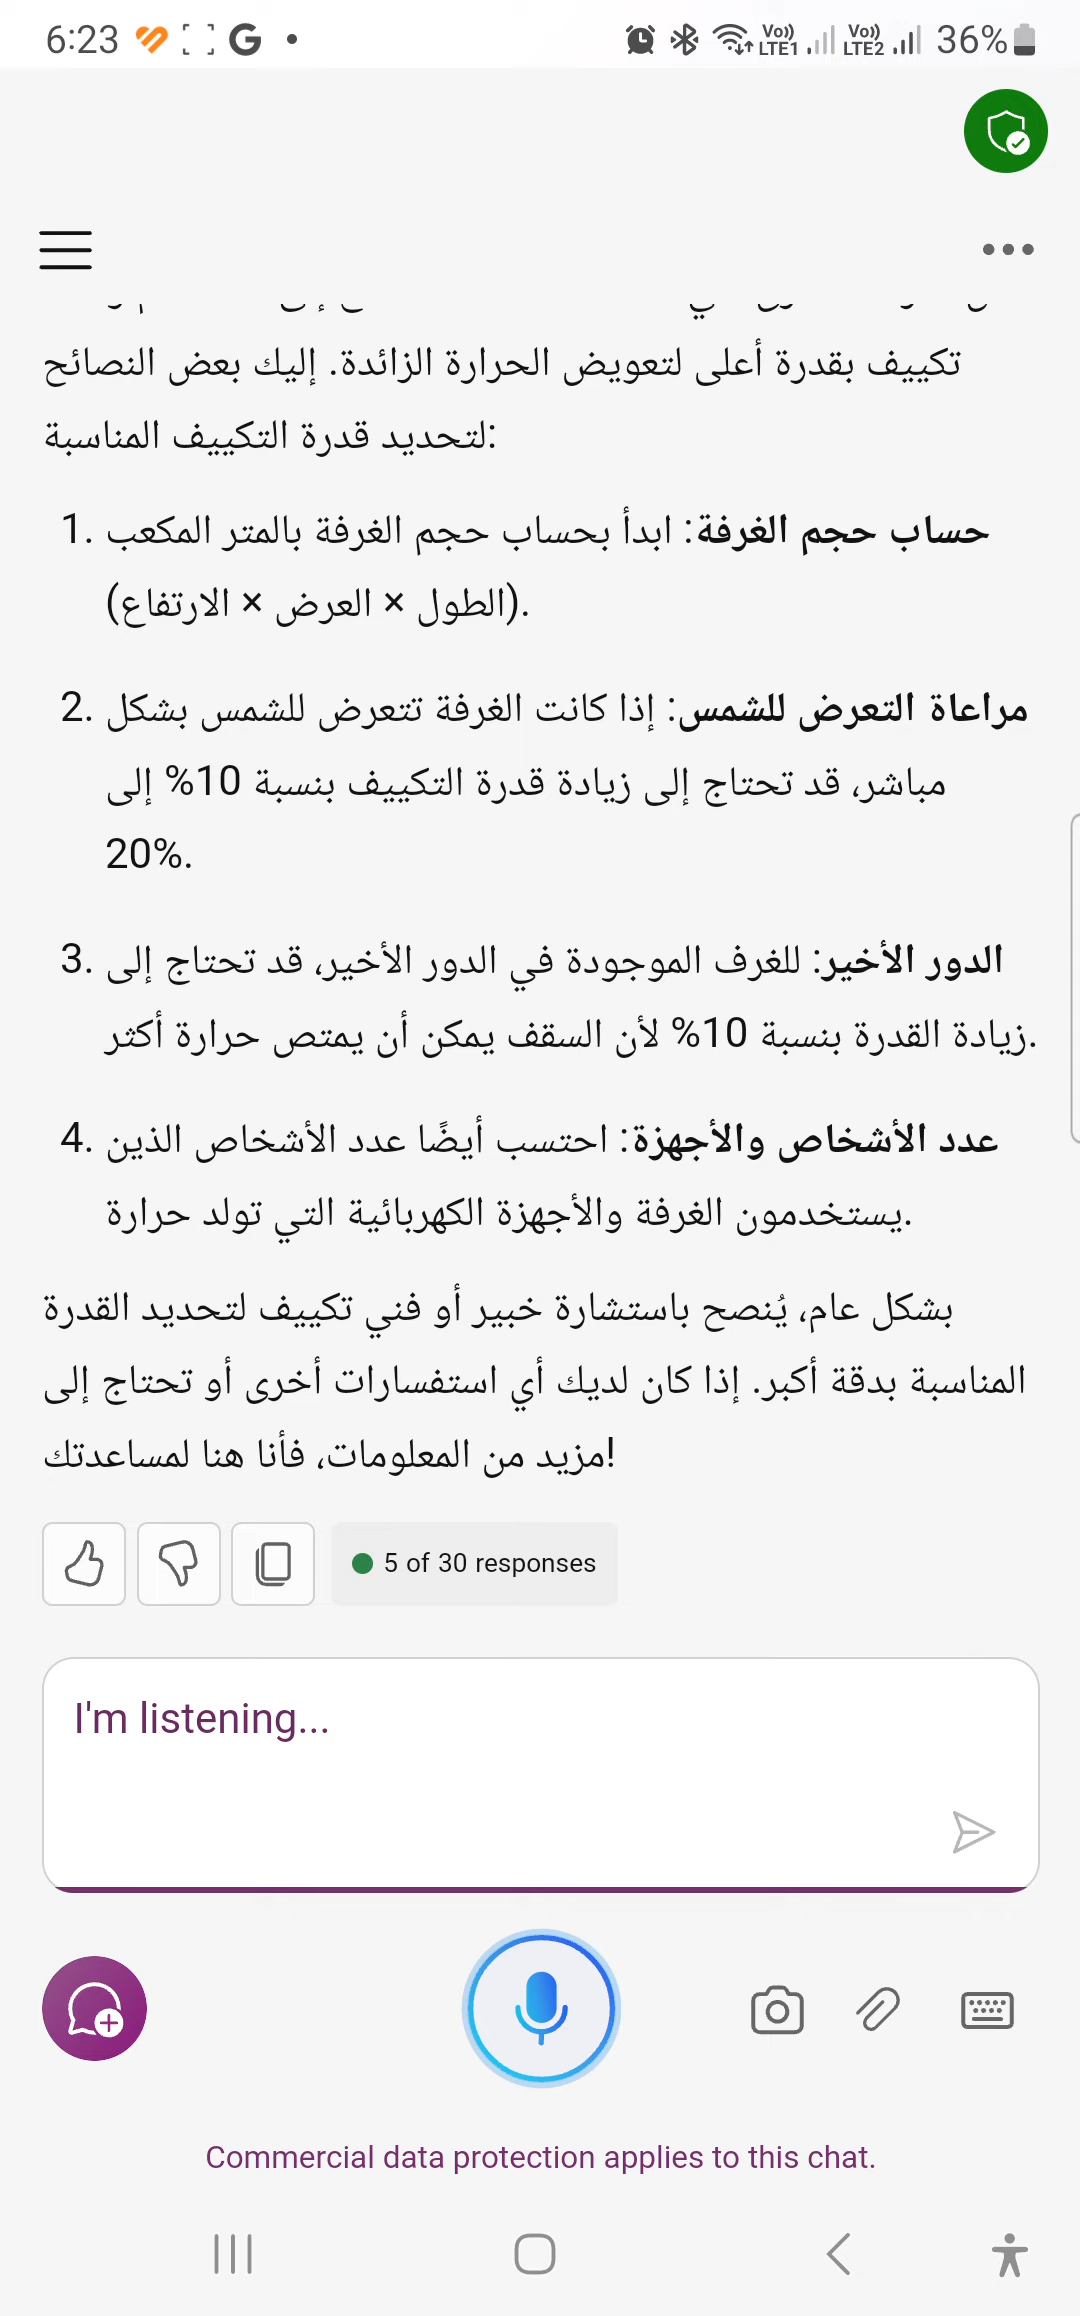 6:23
Vo)) LTE1 Vo)) LTE2 36%
تكييف بقدرة أعلى لتعويض الحرارة الزائدة. إليك بعض النصائح
لتحديد قدرة التكييف المناسبة:
1. حساب حجم الغرفة: ابدأ بحساب حجم الغرفة بالمتر المكعب
(الطول × العرض × الارتفاع).
2. مراعاة التعرض للشمس: إذا كانت الغرفة تتعرض للشمس بشكل
مباشر، قد تحتاج إلى زيادة قدرة التكييف بنسبة 10% إلى
20%.
3. الدور الأخير: للغرف الموجودة في الدور الأخير، قد تحتاج إلى
زيادة القدرة بنسبة 10% لأن السقف يمكن أن يمتص حرارة أكثر.
4. عدد الأشخاص والأجهزة: احتسب أيضًا عدد الأشخاص الذين
يستخدمون الغرفة والأجهزة الكهربائية التي تولد حرارة.
بشكل عام، يُنصح باستشارة خبير أو فني تكييف لتحديد القدرة
المناسبة بدقة أكبر. إذا كان لديك أي استفسارات أخرى أو تحتاج إلى
مزيد من المعلومات، فأنا هنا لمساعدتك!
5 of 30 responses
I'm listening...
Commercial data protection applies to this chat.